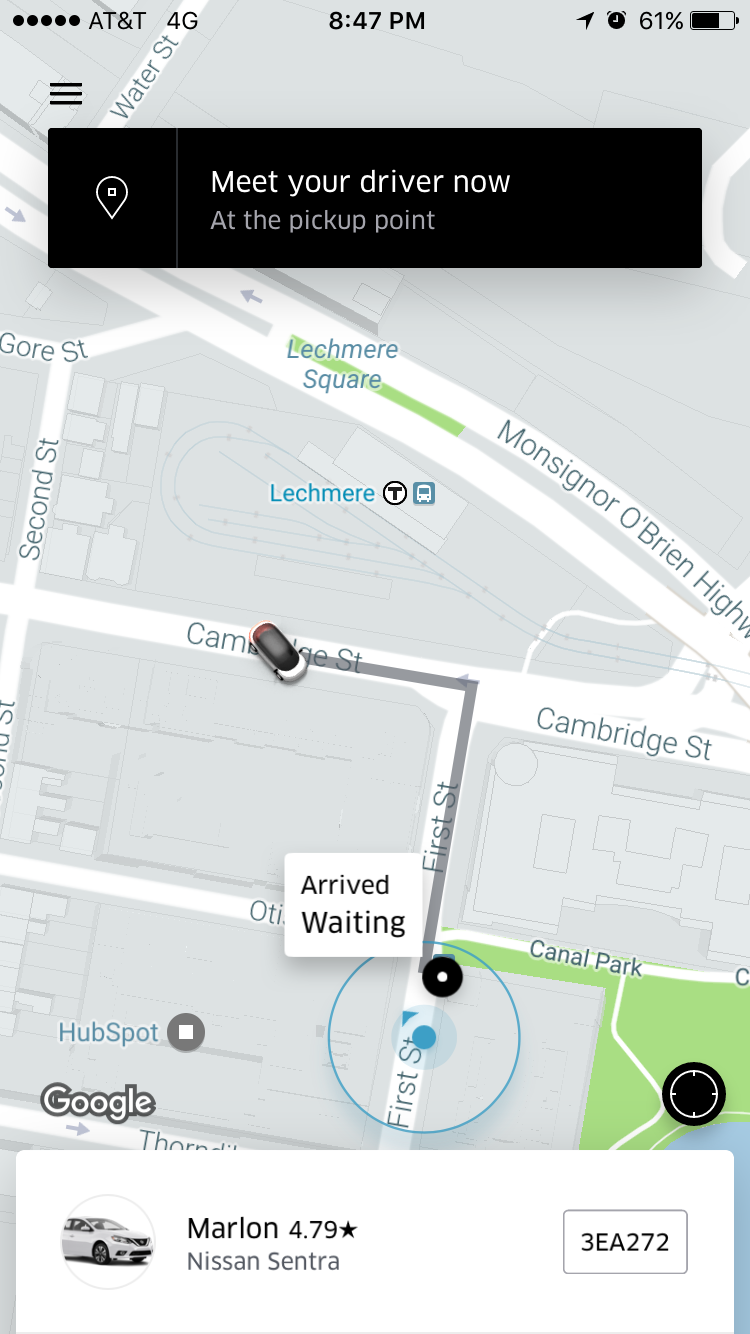 ●●●●● AT&T 4G 8:47 PM 61%
Water St
Meet your driver now
At the pickup point
Gore St
Lechmere
Square
Monsignor O'Brien Highw
Second St
Lechmere T
Cambridge St
Cambridge St
First St
Arrived
Waiting
Oti
Canal Park
C
HubSpot
First St
Google
Thorndi
Marlon 4.79★
Nissan Sentra
3EA272